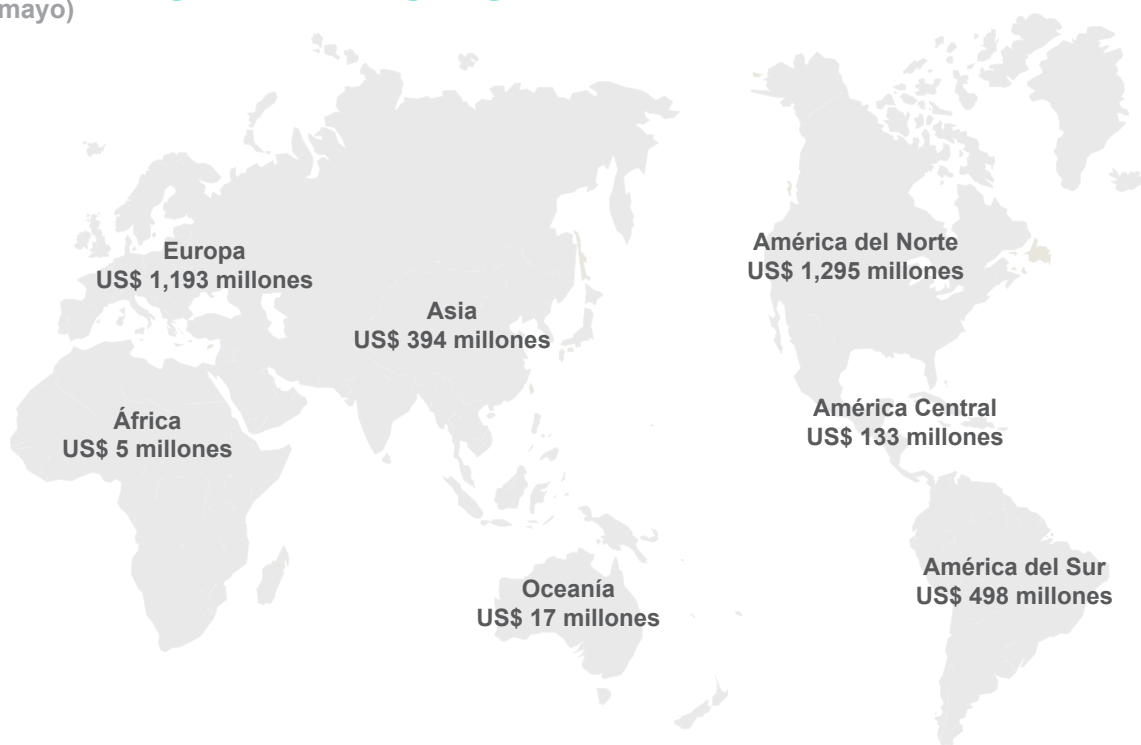 mayo)
Europa
US$ 1,193 millones
Asia
US$ 394 millones
África
US$ 5 millones
Oceanía
US$ 17 millones
América del Norte
US$ 1,295 millones
América Central
US$ 133 millones
América del Sur
US$ 498 millones